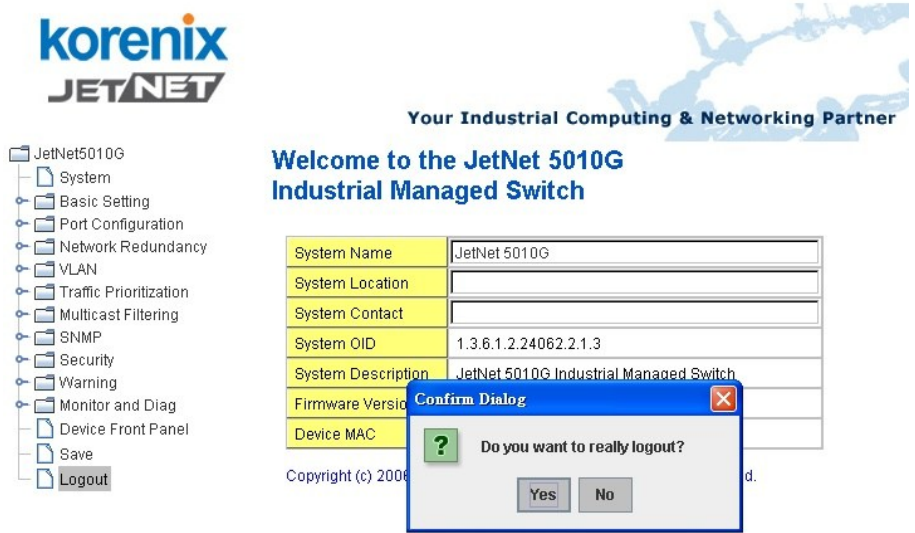 korenix
JETNET
Your Industrial Computing & Networking Partner
JetNet5010G
System
Basic Setting
Port Configuration
Network Redundancy
VLAN
Traffic Prioritization
Multicast Filtering
SNMP
Security
Warning
Monitor and Diag
Device Front Panel
Save
Logout
Welcome to the JetNet 5010G
Industrial Managed Switch
System Name JetNet 5010G
System Location
System Contact
System OID 1.3.6.1.2.24062.2.1.3
System Description JetNet 5010G Industrial Managed Switch
Firmware Versio
Device MAC
Copyright (c) 2006 d.
Confirm Dialog
? Do you want to really logout?
Yes No